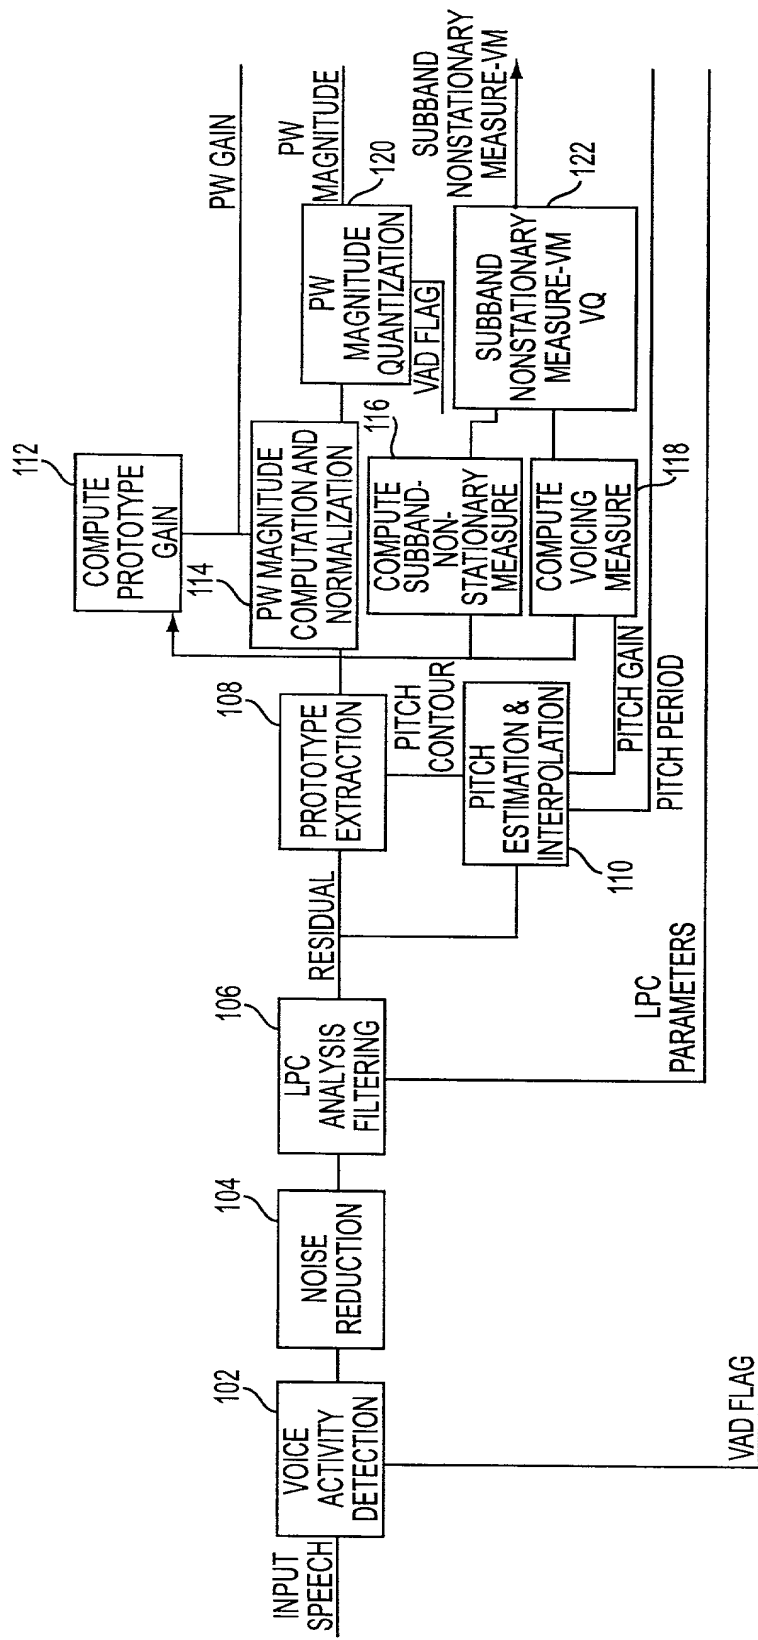 INPUT
SPEECH
102
VOICE
ACTIVITY
DETECTION
VAD FLAG
104
NOISE
REDUCTION
106
LPC
ANALYSIS
FILTERING
LPC
PARAMETERS
RESIDUAL
108
PROTOTYPE
EXTRACTION
PITCH
CONTOUR
PITCH
ESTIMATION &
INTERPOLATION
110
PITCH GAIN
PITCH PERIOD
112
COMPUTE
PROTOTYPE
GAIN
PW GAIN
114
PW MAGNITUDE
COMPUTATION AND
NORMALIZATION
116
COMPUTE
SUBBAND-
NON-
STATIONARY
MEASURE
COMPUTE
VOICING
MEASURE
118
PW
MAGNITUDE
QUANTIZATION
120
VAD FLAG
PW
MAGNITUDE
SUBBAND
NONSTATIONARY
MEASURE-VM
VQ
122
SUBBAND
NONSTATIONARY
MEASURE-VM